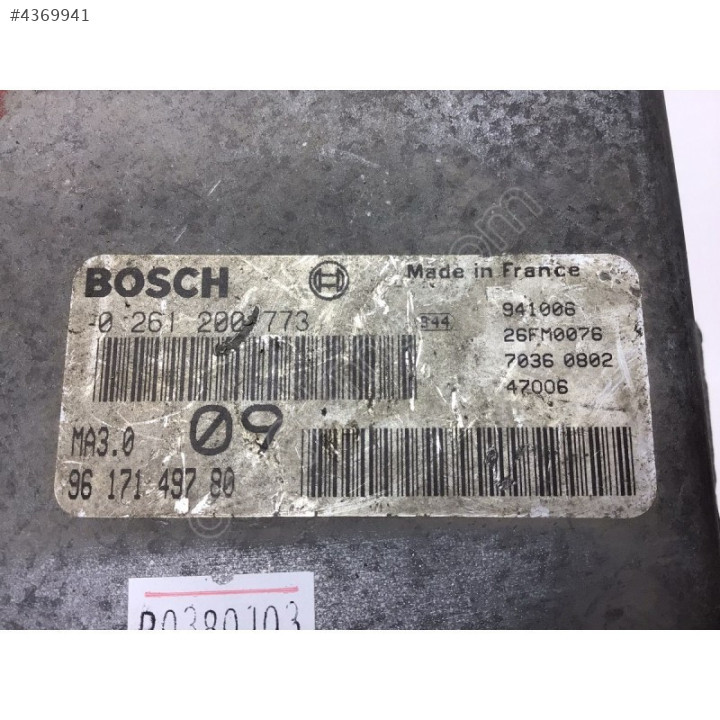 #4369941
BOSCH
Made in France
0 261 200 773
S44
941006
26FM0076
7036 0802
47006
MA3.0
09
96 171 497 80